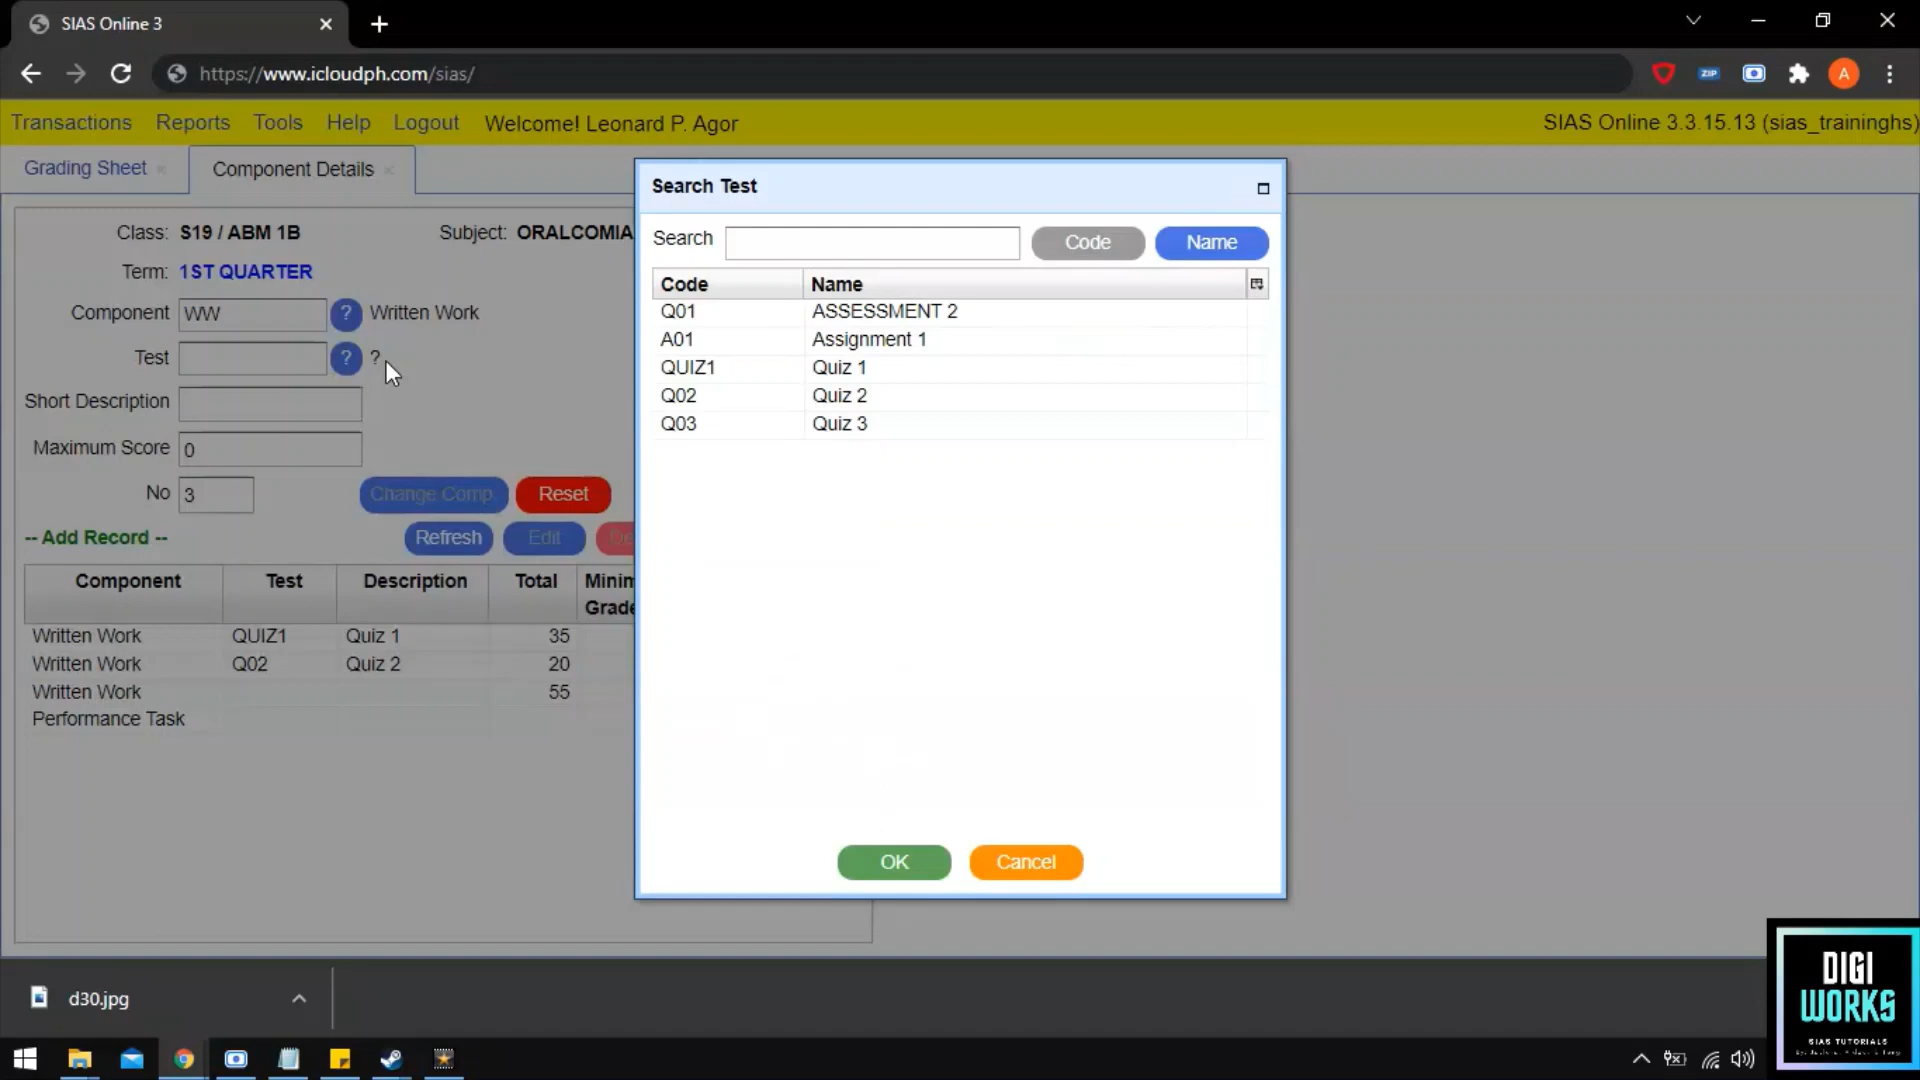 SIAS Online 3
https://www.icloudph.com/sias/
ZIP
A
Transactions Reports Tools Help Logout Welcome! Leonard P. Agor SIAS Online 3.3.15.13 (sias_traininghs)
Grading Sheet Component Details
Class: S19 / ABM 1B Subject: ORALCOMIA
Term: 1ST QUARTER
Component WW ? Written Work
Test ? ?
Short Description
Maximum Score 0
No 3 Change Comp. Reset
-- Add Record -- Refresh Edit De
Component Test Description Total Minim
Grade
Written Work QUIZ1 Quiz 1 35
Written Work Q02 Quiz 2 20
Written Work 55
Performance Task
Search Test
Search Code Name
Code Name
Q01 ASSESSMENT 2
A01 Assignment 1
QUIZ1 Quiz 1
Q02 Quiz 2
Q03 Quiz 3
OK Cancel
d30.jpg
DIGI
WORKS
SIAS TUTORIALS